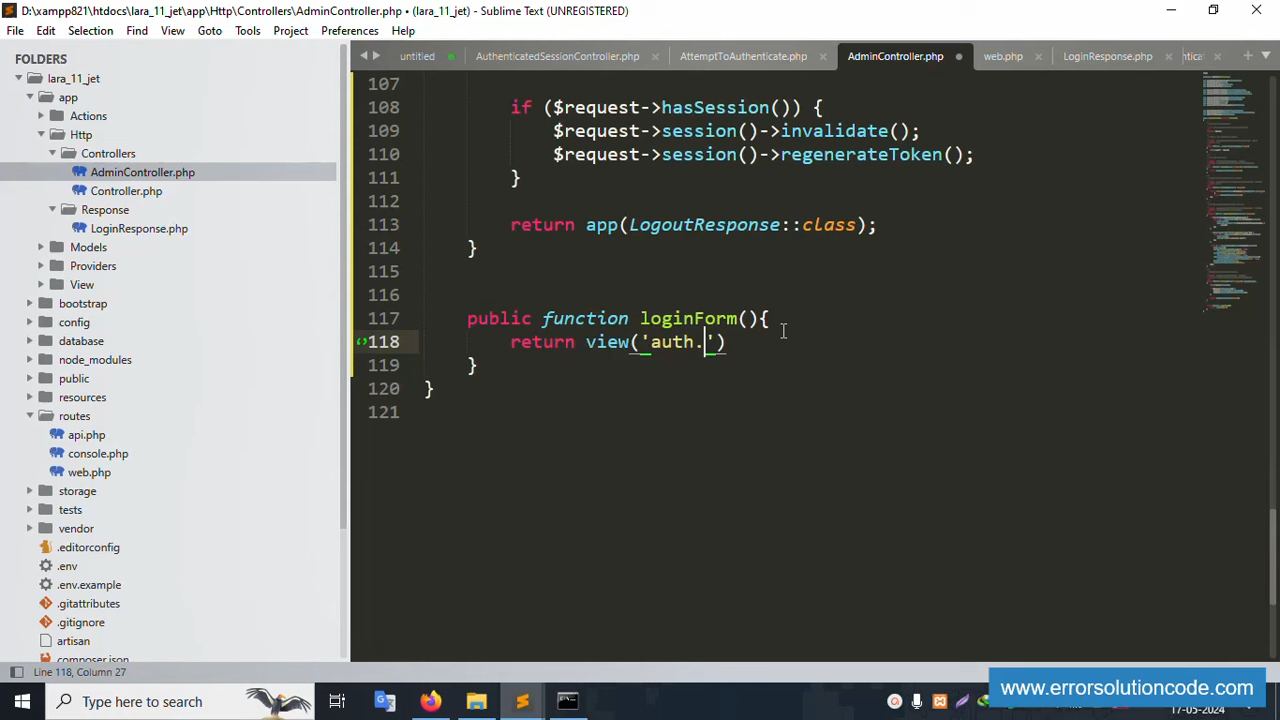 D:\xampp821\htdocs\lara_11_jet\app\Http\Controllers\AdminController.php • (lara_11_jet) - Sublime Text (UNREGISTERED)
File Edit Selection Find View Goto Tools Project Preferences Help
FOLDERS
lara_11_jet
app
Actions
Http
Controllers
AdminController.php
Controller.php
Response
LoginResponse.php
Models
Providers
View
bootstrap
config
database
node_modules
public
resources
routes
api.php
console.php
web.php
storage
tests
vendor
.editorconfig
.env
.env.example
.gitattributes
.gitignore
artisan
composer.json
untitled AuthenticatedSessionController.php AttemptToAuthenticate.php AdminController.php web.php LoginResponse.php
107
108 if ($request->hasSession()) {
109 $request->session()->invalidate();
110 $request->session()->regenerateToken();
111 }
112
113 return app(LogoutResponse::class);
114 }
115
116
117 public function loginForm(){
118 return view('auth.')
119 }
120 }
121
Line 118, Column 27
Type here to search
www.errorsolutioncode.com
17-05-2024